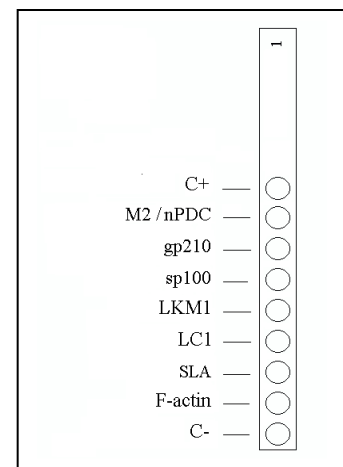 1
C+
M2 / nPDC
gp210
sp100
LKM1
LC1
SLA
F-actin
C-